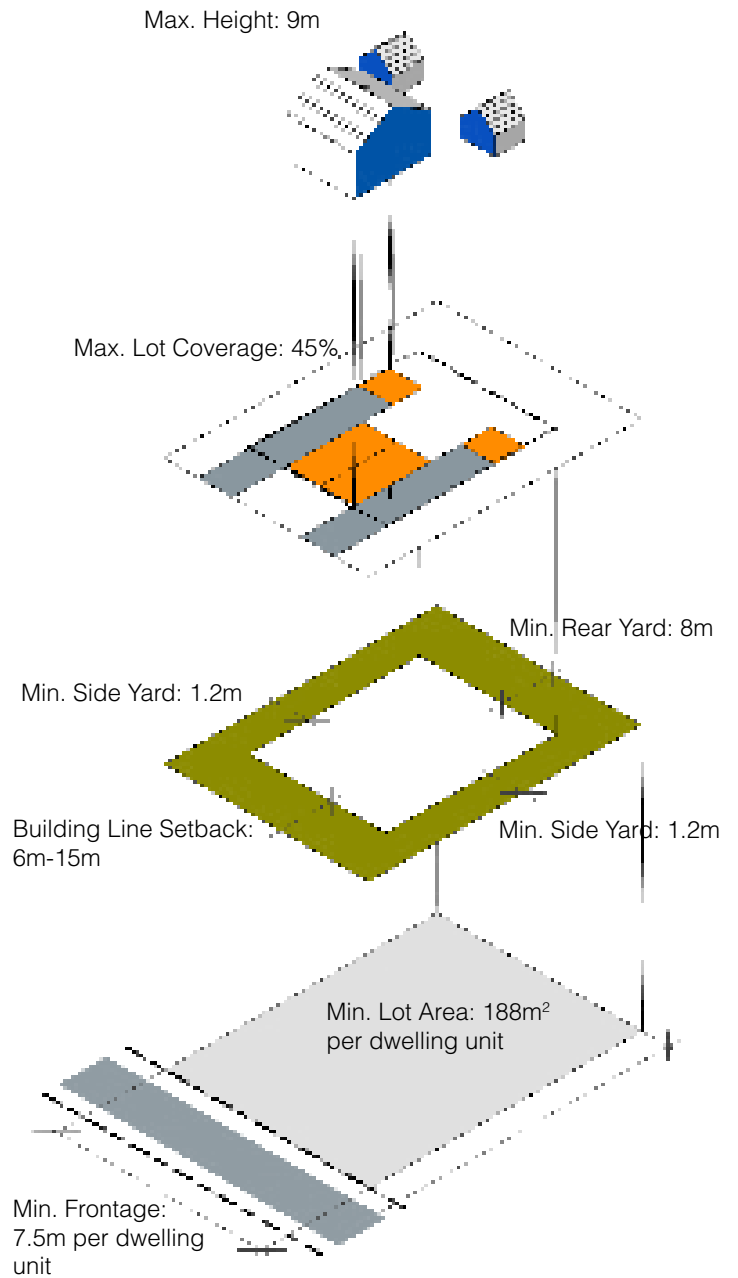 Max. Height: 9m
Max. Lot Coverage: 45%
Min. Rear Yard: 8m
Min. Side Yard: 1.2m
Building Line Setback:
6m-15m
Min. Side Yard: 1.2m
Min. Lot Area: 188m²
per dwelling unit
Min. Frontage:
7.5m per dwelling
unit